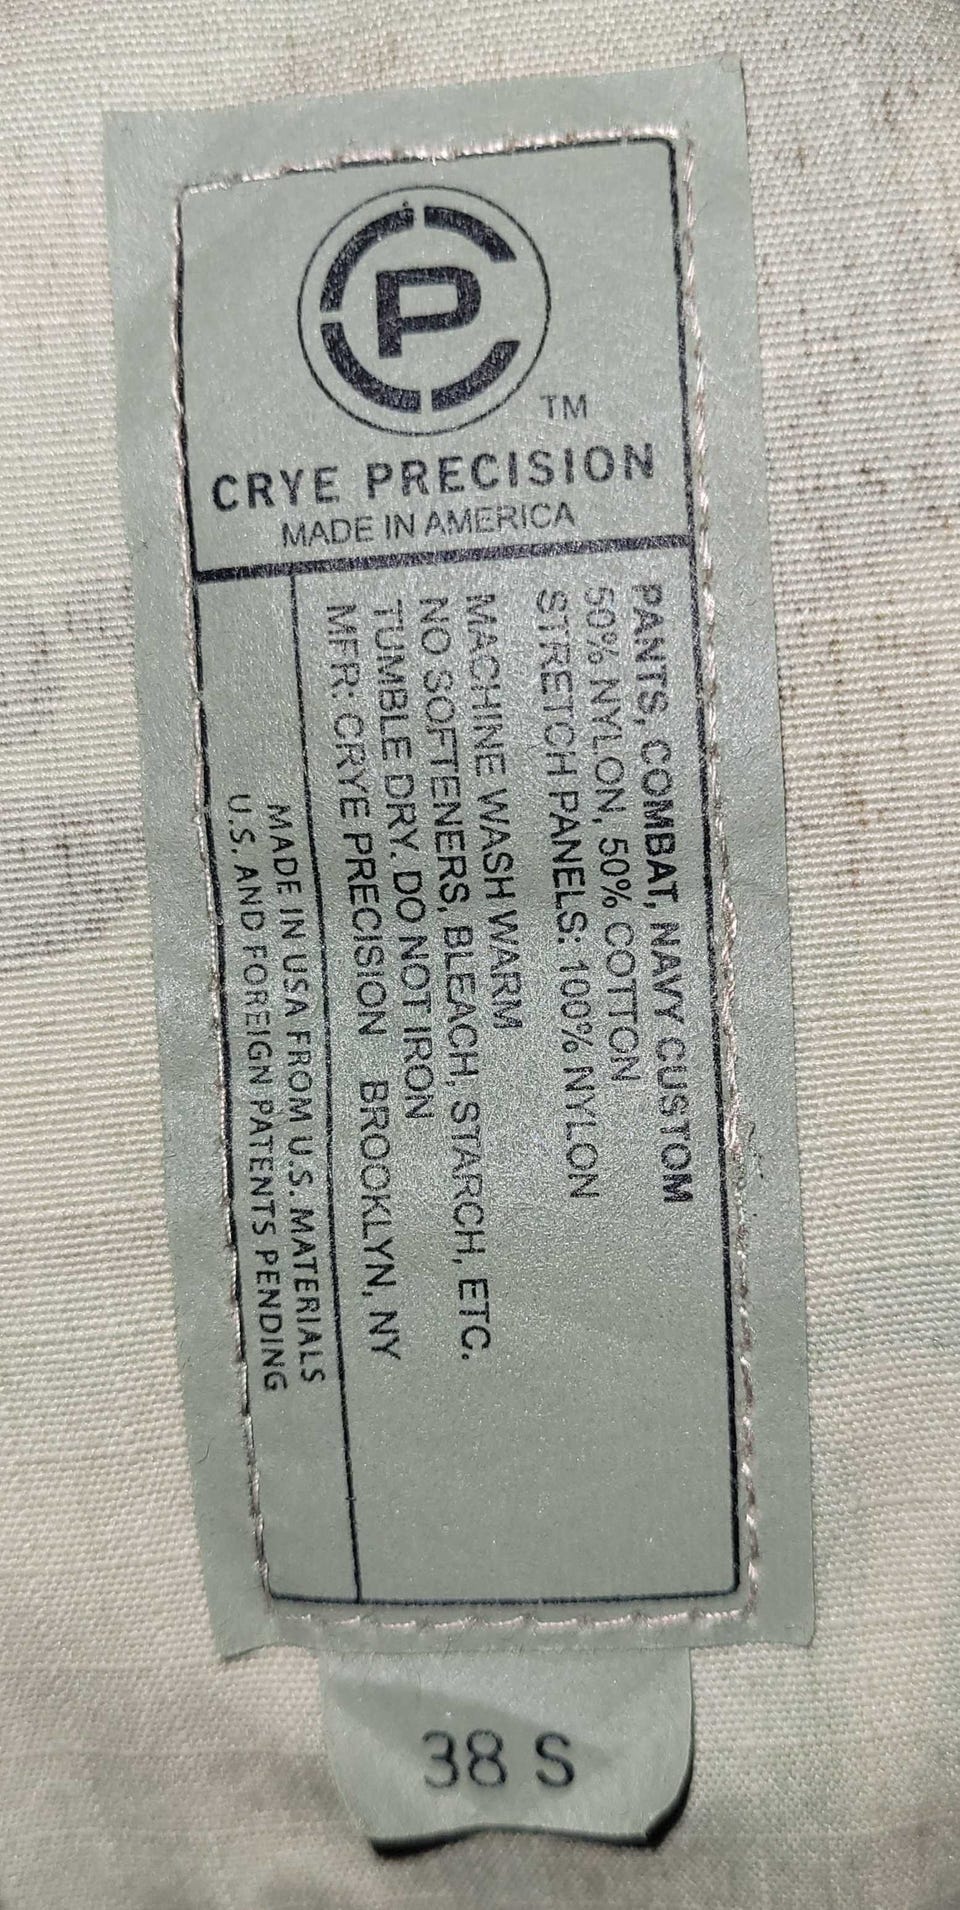 CP
TM
CRYE PRECISION
MADE IN AMERICA
PANTS, COMBAT, NAVY CUSTOM
50% NYLON, 50% COTTON
STRETCH PANELS: 100% NYLON
MACHINE WASH WARM
NO SOFTENERS, BLEACH, STARCH, ETC.
TUMBLE DRY. DO NOT IRON
MFR: CRYE PRECISION BROOKLYN, NY
MADE IN USA FROM U.S. MATERIALS
U.S. AND FOREIGN PATENTS PENDING
38 S